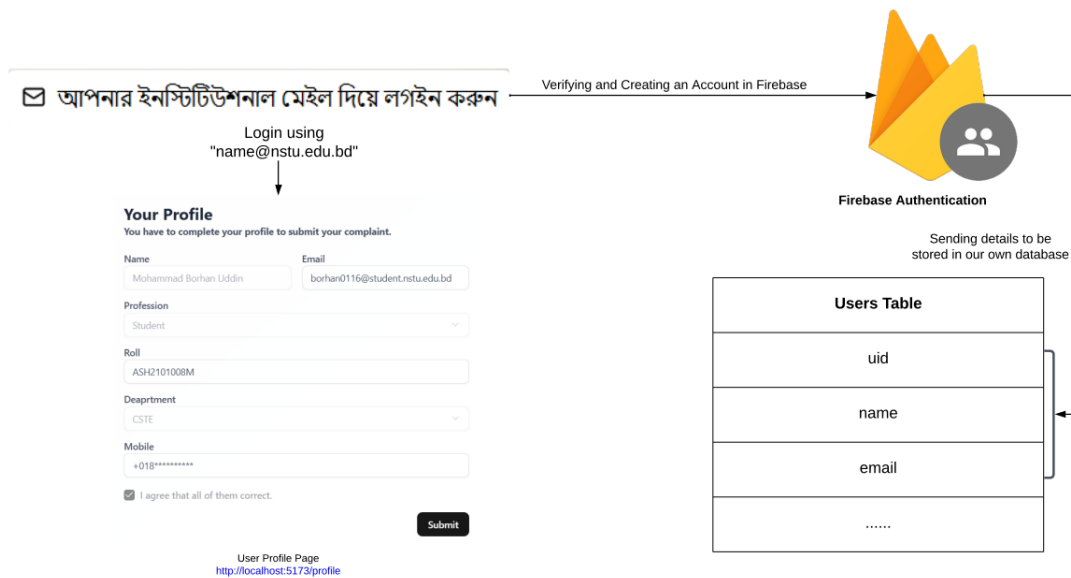 আপনার ইনস্টিটিউশনাল মেইল দিয়ে লগইন করুন
Login using
"name@nstu.edu.bd"
Verifying and Creating an Account in Firebase
Firebase Authentication
Sending details to be
stored in our own database
Your Profile
You have to complete your profile to submit your complaint.
Name
Email
Mohammad Borhan Uddin
borhan0116@student.nstu.edu.bd
Profession
Student
Roll
ASH2101008M
Deaprtment
CSTE
Mobile
+018**********
I agree that all of them correct.
Submit
User Profile Page
http://localhost:5173/profile
Users Table
uid
name
email
......